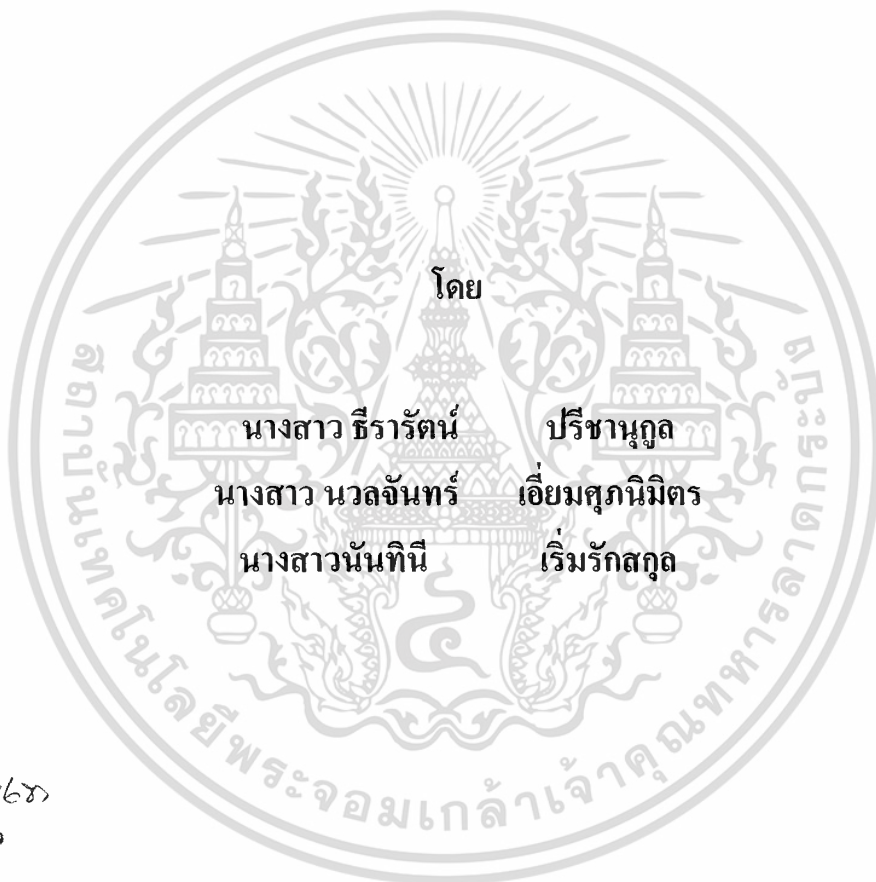 โดย
นางสาว ธีรารัตน์ ปรีชานุกูล
นางสาว นวลจันทร์ เอี่ยมศุภนิมิตร
นางสาวนันทินี เริ่มรักสกุล
สถาบันเทคโนโลยีพระจอมเกล้าเจ้าคุณทหารลาดกระบัง